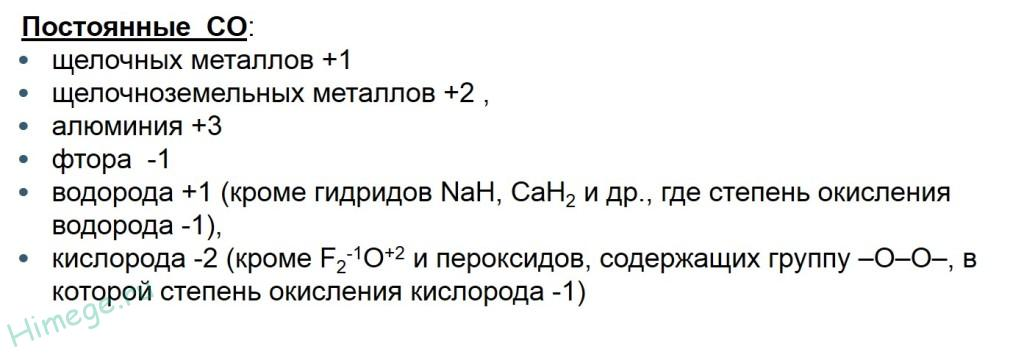 Постоянные СО:
• щелочных металлов +1
• щелочноземельных металлов +2 ,
• алюминия +3
• фтора -1
• водорода +1 (кроме гидридов NaH, CaH₂ и др., где степень окисления
водорода -1),
• кислорода -2 (кроме F₂⁻¹O⁺² и пероксидов, содержащих группу –О–О–, в
которой степень окисления кислорода -1)
Himege.ru